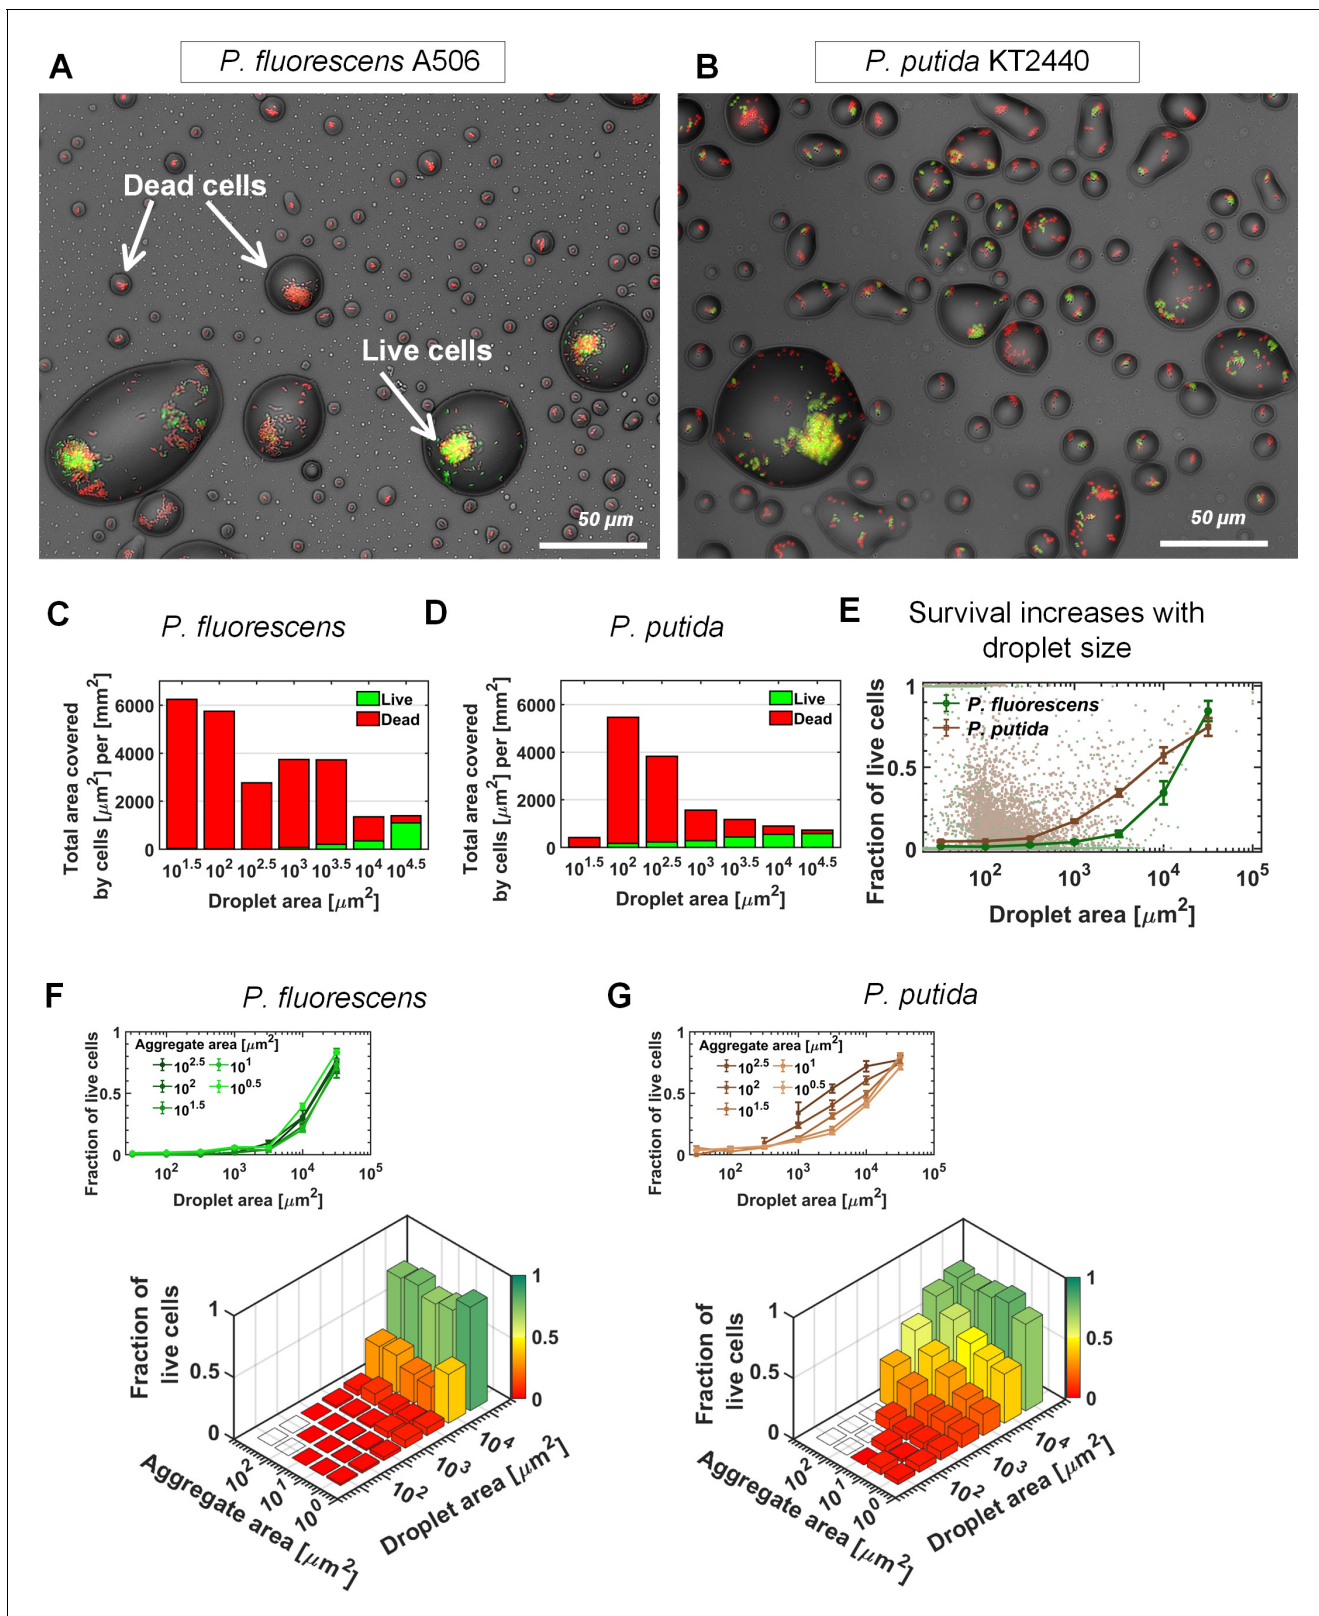 A
P. fluorescens A506
B
P. putida KT2440
Dead cells
Live cells
50 µm
50 µm
C
P. fluorescens
D
P. putida
E
Survival increases with
droplet size
Total area covered
by cells [μm²] per [mm²]
6000
4000
2000
0
Live
Dead
10^1.5 10^2 10^2.5 10^3 10^3.5 10^4 10^4.5
Droplet area [μm²]
Total area covered
by cells [μm²] per [mm²]
6000
4000
2000
0
Live
Dead
10^1.5 10^2 10^2.5 10^3 10^3.5 10^4 10^4.5
Droplet area [μm²]
Fraction of live cells
1
0.5
0
P. fluorescens
P. putida
10^2 10^3 10^4 10^5
Droplet area [μm²]
F
P. fluorescens
G
P. putida
Fraction of live cells
1
0.5
0
Aggregate area [μm²]
10^2.5 10^1
10^2 10^0.5
10^1.5
10^2 10^3 10^4 10^5
Droplet area [μm²]
Fraction of live cells
1
0.5
0
Aggregate area [μm²]
10^2.5 10^1
10^2 10^0.5
10^1.5
10^2 10^3 10^4 10^5
Droplet area [μm²]
Fraction of
live cells
1
0.5
0
10^2 10^1 10^0
Aggregate area [μm²]
10^2 10^3 10^4
Droplet area [μm²]
1
0.5
0
Fraction of
live cells
1
0.5
0
10^2 10^1 10^0
Aggregate area [μm²]
10^2 10^3 10^4
Droplet area [μm²]
1
0.5
0